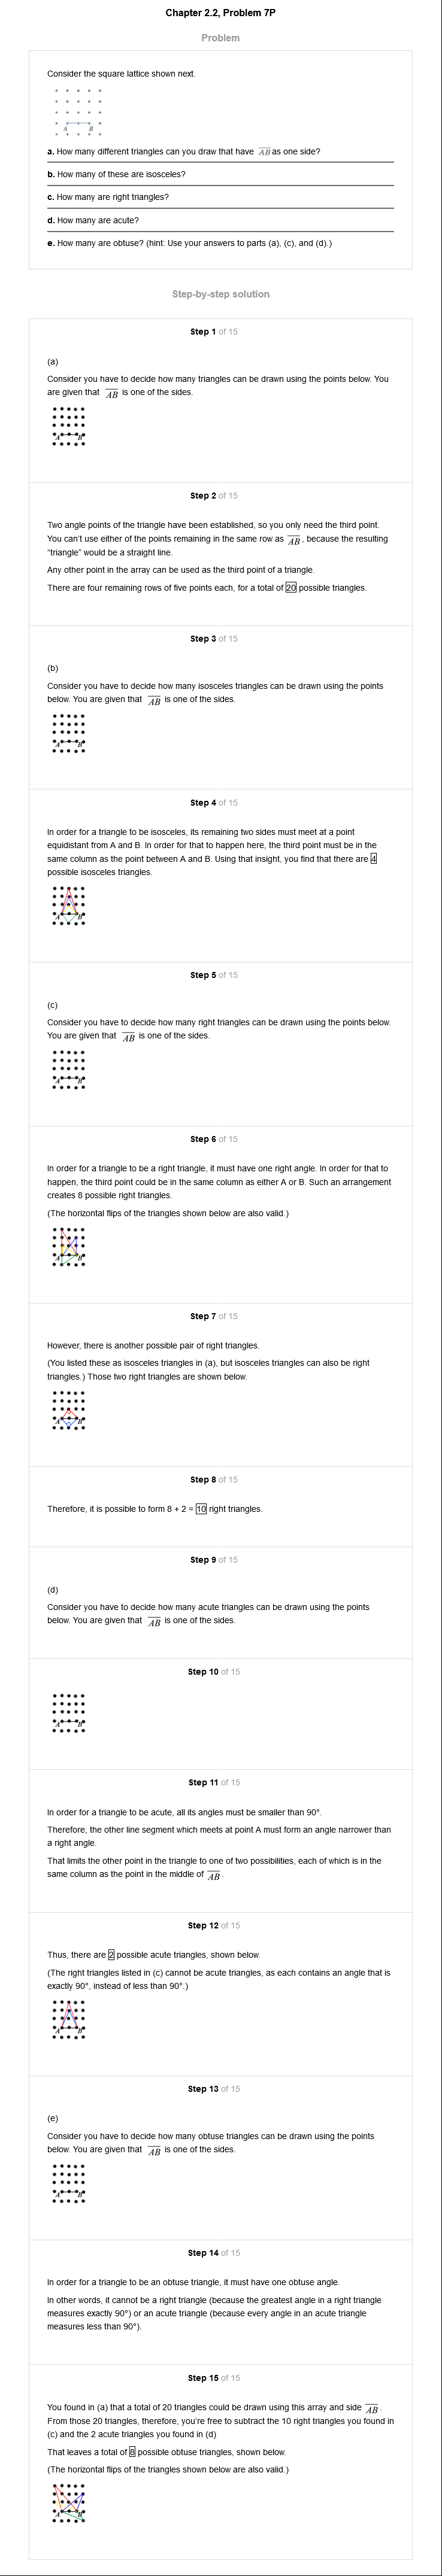 Chapter 2.2, Problem 7P
Problem
Consider the square lattice shown next.
A B
a. How many different triangles can you draw that have AB as one side?
b. How many of these are isosceles?
c. How many are right triangles?
d. How many are acute?
e. How many are obtuse? (hint: Use your answers to parts (a), (c), and (d).)
Step-by-step solution
Step 1 of 15
(a)
Consider you have to decide how many triangles can be drawn using the points below. You
are given that AB is one of the sides.
A B
Step 2 of 15
Two angle points of the triangle have been established, so you only need the third point.
You can't use either of the points remaining in the same row as AB, because the resulting
"triangle" would be a straight line.
Any other point in the array can be used as the third point of a triangle.
There are four remaining rows of five points each, for a total of 20 possible triangles.
Step 3 of 15
(b)
Consider you have to decide how many isosceles triangles can be drawn using the points
below. You are given that AB is one of the sides.
A B
Step 4 of 15
In order for a triangle to be isosceles, its remaining two sides must meet at a point
equidistant from A and B. In order for that to happen here, the third point must be in the
same column as the point between A and B. Using that insight, you find that there are 4
possible isosceles triangles.
A B
Step 5 of 15
(c)
Consider you have to decide how many right triangles can be drawn using the points below.
You are given that AB is one of the sides.
A B
Step 6 of 15
In order for a triangle to be a right triangle, it must have one right angle. In order for that to
happen, the third point could be in the same column as either A or B. Such an arrangement
creates 8 possible right triangles.
(The horizontal flips of the triangles shown below are also valid.)
A B
Step 7 of 15
However, there is another possible pair of right triangles.
(You listed these as isosceles triangles in (a), but isosceles triangles can also be right
triangles.) Those two right triangles are shown below.
A B
Step 8 of 15
Therefore, it is possible to form 8 + 2 = 10 right triangles.
Step 9 of 15
(d)
Consider you have to decide how many acute triangles can be drawn using the points
below. You are given that AB is one of the sides.
Step 10 of 15
A B
Step 11 of 15
In order for a triangle to be acute, all its angles must be smaller than 90°.
Therefore, the other line segment which meets at point A must form an angle narrower than
a right angle.
That limits the other point in the triangle to one of two possibilities, each of which is in the
same column as the point in the middle of AB.
Step 12 of 15
Thus, there are 2 possible acute triangles, shown below.
(The right triangles listed in (c) cannot be acute triangles, as each contains an angle that is
exactly 90°, instead of less than 90°.)
A B
Step 13 of 15
(e)
Consider you have to decide how many obtuse triangles can be drawn using the points
below. You are given that AB is one of the sides.
A B
Step 14 of 15
In order for a triangle to be an obtuse triangle, it must have one obtuse angle.
In other words, it cannot be a right triangle (because the greatest angle in a right triangle
measures exactly 90°) or an acute triangle (because every angle in an acute triangle
measures less than 90°).
Step 15 of 15
You found in (a) that a total of 20 triangles could be drawn using this array and side AB.
From those 20 triangles, therefore, you're free to subtract the 10 right triangles you found in
(c) and the 2 acute triangles you found in (d)
That leaves a total of 8 possible obtuse triangles, shown below.
(The horizontal flips of the triangles shown below are also valid.)
A B